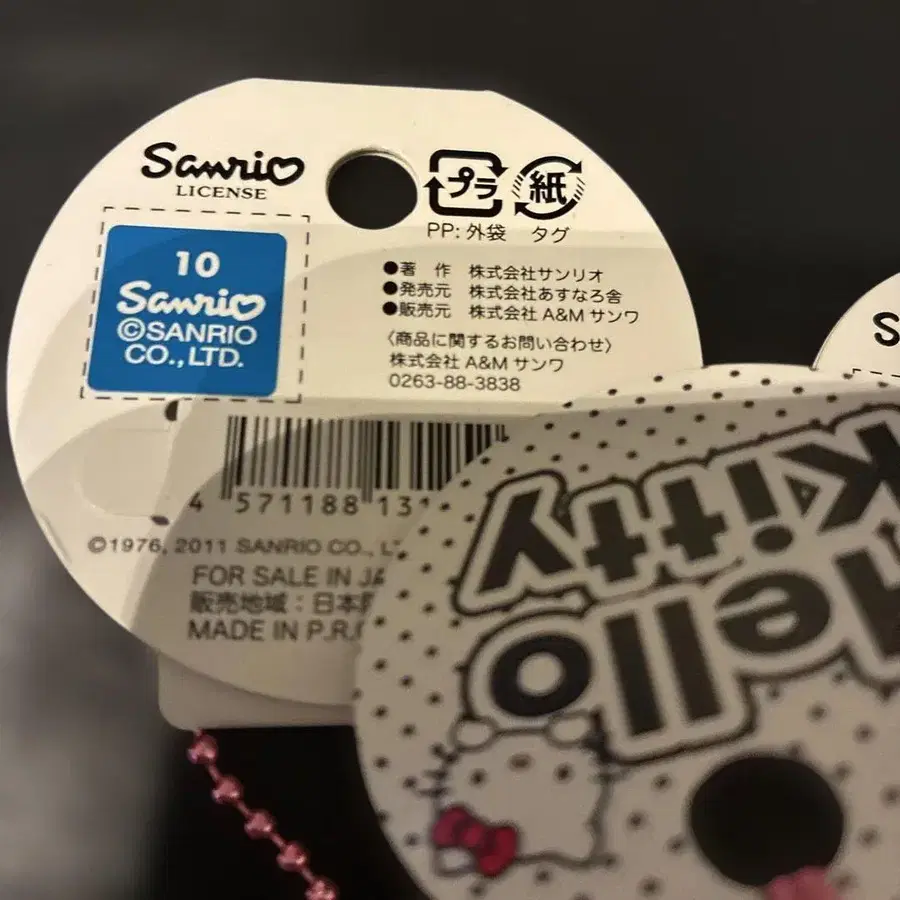 Sanrio
LICENSE
プラ 紙
PP: 外袋 タグ
10
Sanrio
©SANRIO
CO.,LTD.
●著 作 株式会社サンリオ
●発売元 株式会社あすなろ舎
●販売元 株式会社 A&M サンワ
〈商品に関するお問い合わせ〉
株式会社 A&M サンワ
0263-88-3838
4 571188 13
©1976, 2011 SANRIO CO., L
FOR SALE IN JA
販売地域：日本
MADE IN P.R.
Hello
Kitty
S